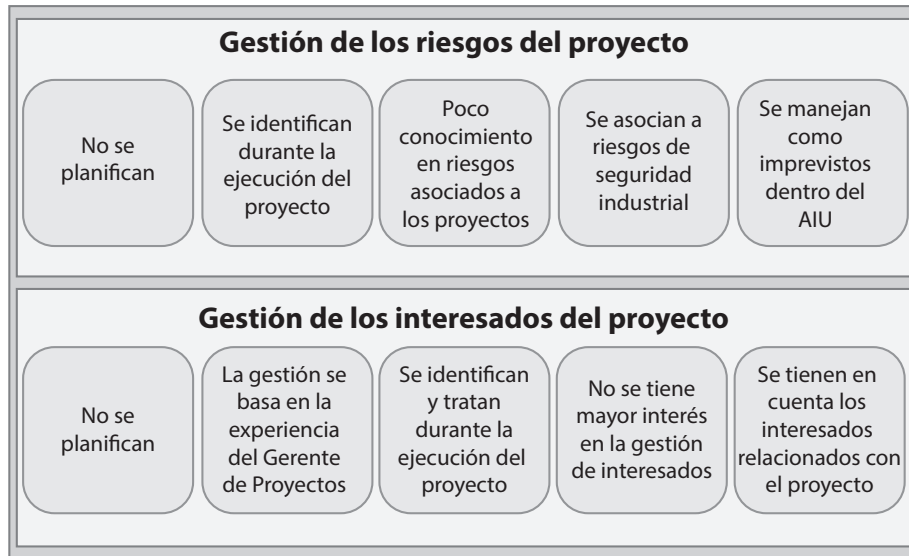 Gestión de los riesgos del proyecto
No se
planifican
Se identifican
durante la
ejecución del
proyecto
Poco
conocimiento
en riesgos
asociados a
los proyectos
Se asocian a
riesgos de
seguridad
industrial
Se manejan
como
imprevistos
dentro del
AIU
Gestión de los interesados del proyecto
No se
planifican
La gestión se
basa en la
experiencia
del Gerente
de Proyectos
Se identifican
y tratan
durante la
ejecución del
proyecto
No se tiene
mayor interés
en la gestión
de interesados
Se tienen en
cuenta los
interesados
relacionados con
el proyecto